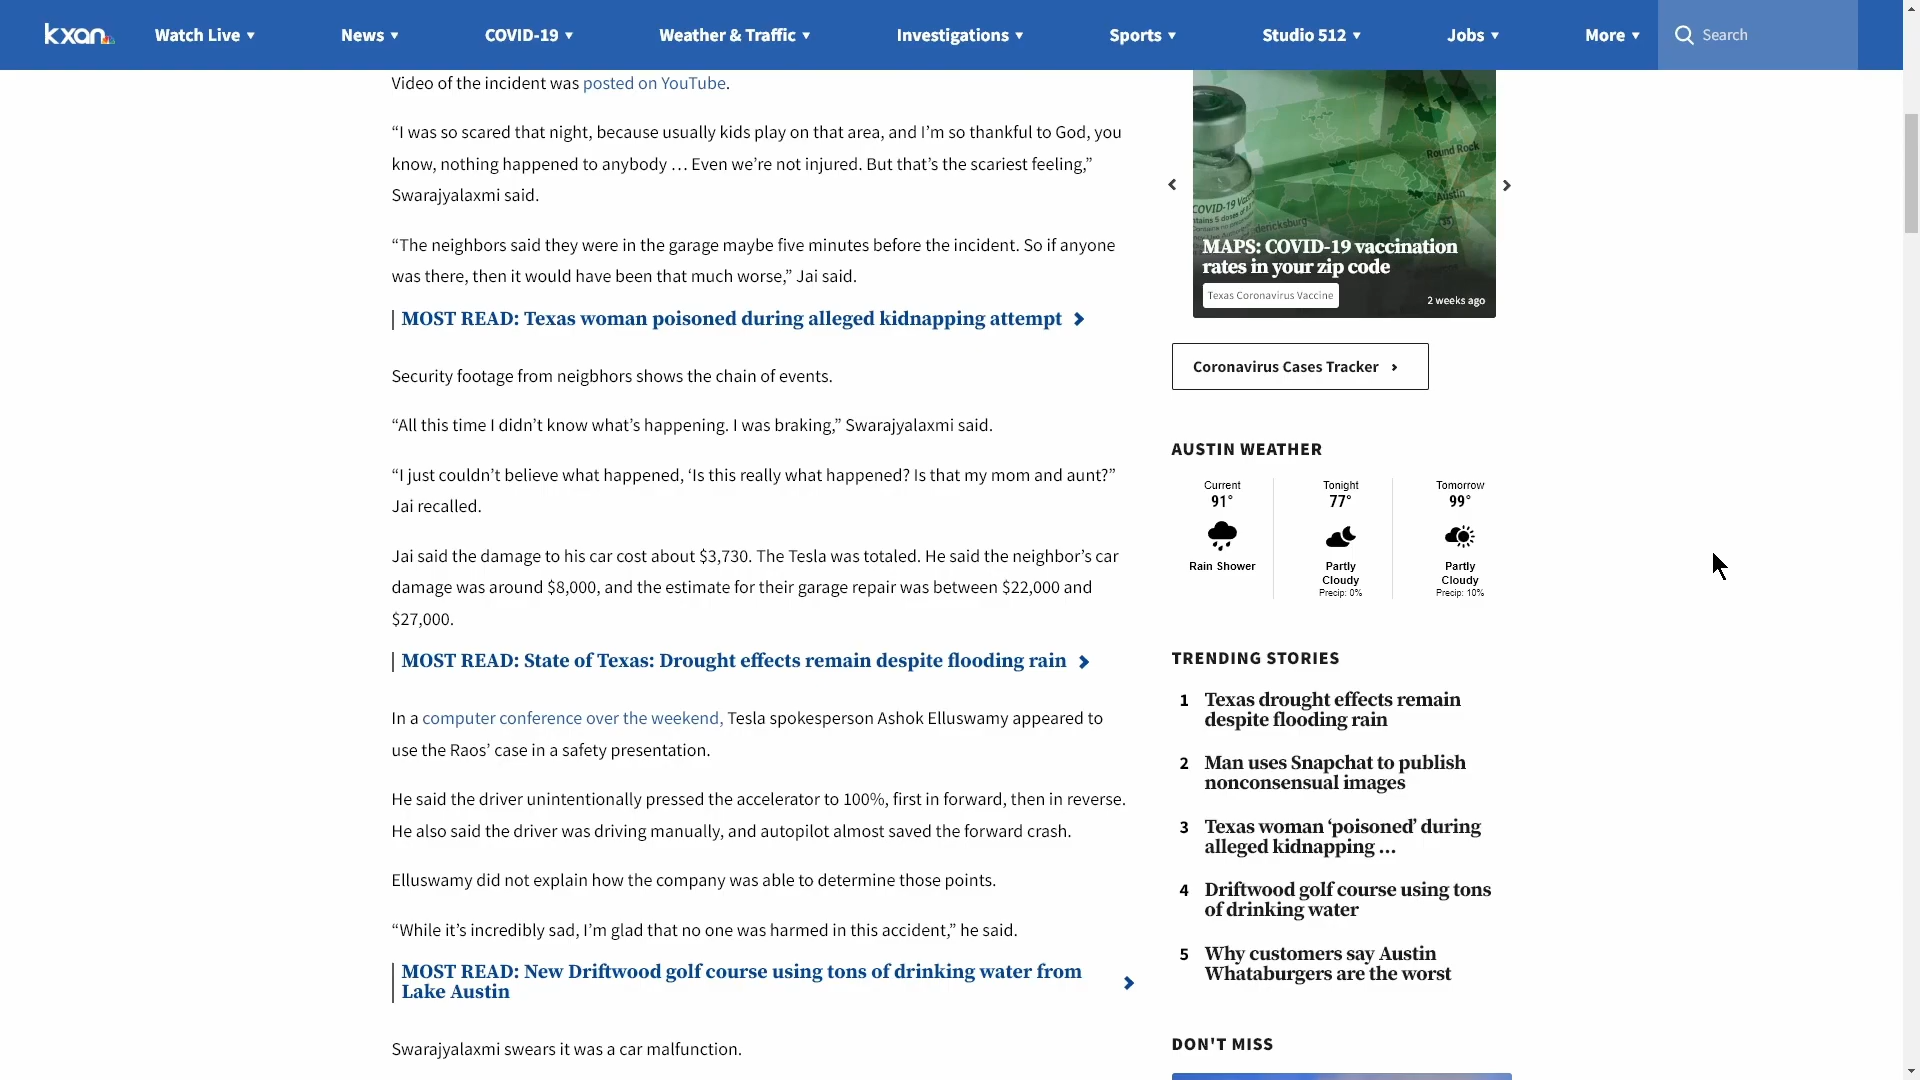 kxan
Watch Live ▾ News ▾ COVID-19 ▾ Weather & Traffic ▾ Investigations ▾ Sports ▾ Studio 512 ▾ Jobs ▾ More ▾ Search
Video of the incident was posted on YouTube.
“I was so scared that night, because usually kids play on that area, and I’m so thankful to God, you
know, nothing happened to anybody … Even we’re not injured. But that’s the scariest feeling,”
Swarajyalaxmi said.
“The neighbors said they were in the garage maybe five minutes before the incident. So if anyone
was there, then it would have been that much worse,” Jai said.
MOST READ: Texas woman poisoned during alleged kidnapping attempt
Security footage from neigbhors shows the chain of events.
“All this time I didn’t know what’s happening. I was braking,” Swarajyalaxmi said.
“I just couldn’t believe what happened, ‘Is this really what happened? Is that my mom and aunt?”
Jai recalled.
Jai said the damage to his car cost about $3,730. The Tesla was totaled. He said the neighbor’s car
damage was around $8,000, and the estimate for their garage repair was between $22,000 and
$27,000.
MOST READ: State of Texas: Drought effects remain despite flooding rain
In a computer conference over the weekend, Tesla spokesperson Ashok Elluswamy appeared to
use the Raos’ case in a safety presentation.
He said the driver unintentionally pressed the accelerator to 100%, first in forward, then in reverse.
He also said the driver was driving manually, and autopilot almost saved the forward crash.
Elluswamy did not explain how the company was able to determine those points.
“While it’s incredibly sad, I’m glad that no one was harmed in this accident,” he said.
MOST READ: New Driftwood golf course using tons of drinking water from
Lake Austin
Swarajyalaxmi swears it was a car malfunction.
Round Rock
Austin
35
COVID-19 Vac
tains 5 doses of
dericksburg
MAPS: COVID-19 vaccination
rates in your zip code
Texas Coronavirus Vaccine
2 weeks ago
Coronavirus Cases Tracker
AUSTIN WEATHER
Current Tonight Tomorrow
91° 77° 99°
Rain Shower Partly Partly
Cloudy Cloudy
Precip: 0% Precip: 10%
TRENDING STORIES
1 Texas drought effects remain
despite flooding rain
2 Man uses Snapchat to publish
nonconsensual images
3 Texas woman ‘poisoned’ during
alleged kidnapping …
4 Driftwood golf course using tons
of drinking water
5 Why customers say Austin
Whataburgers are the worst
DON'T MISS